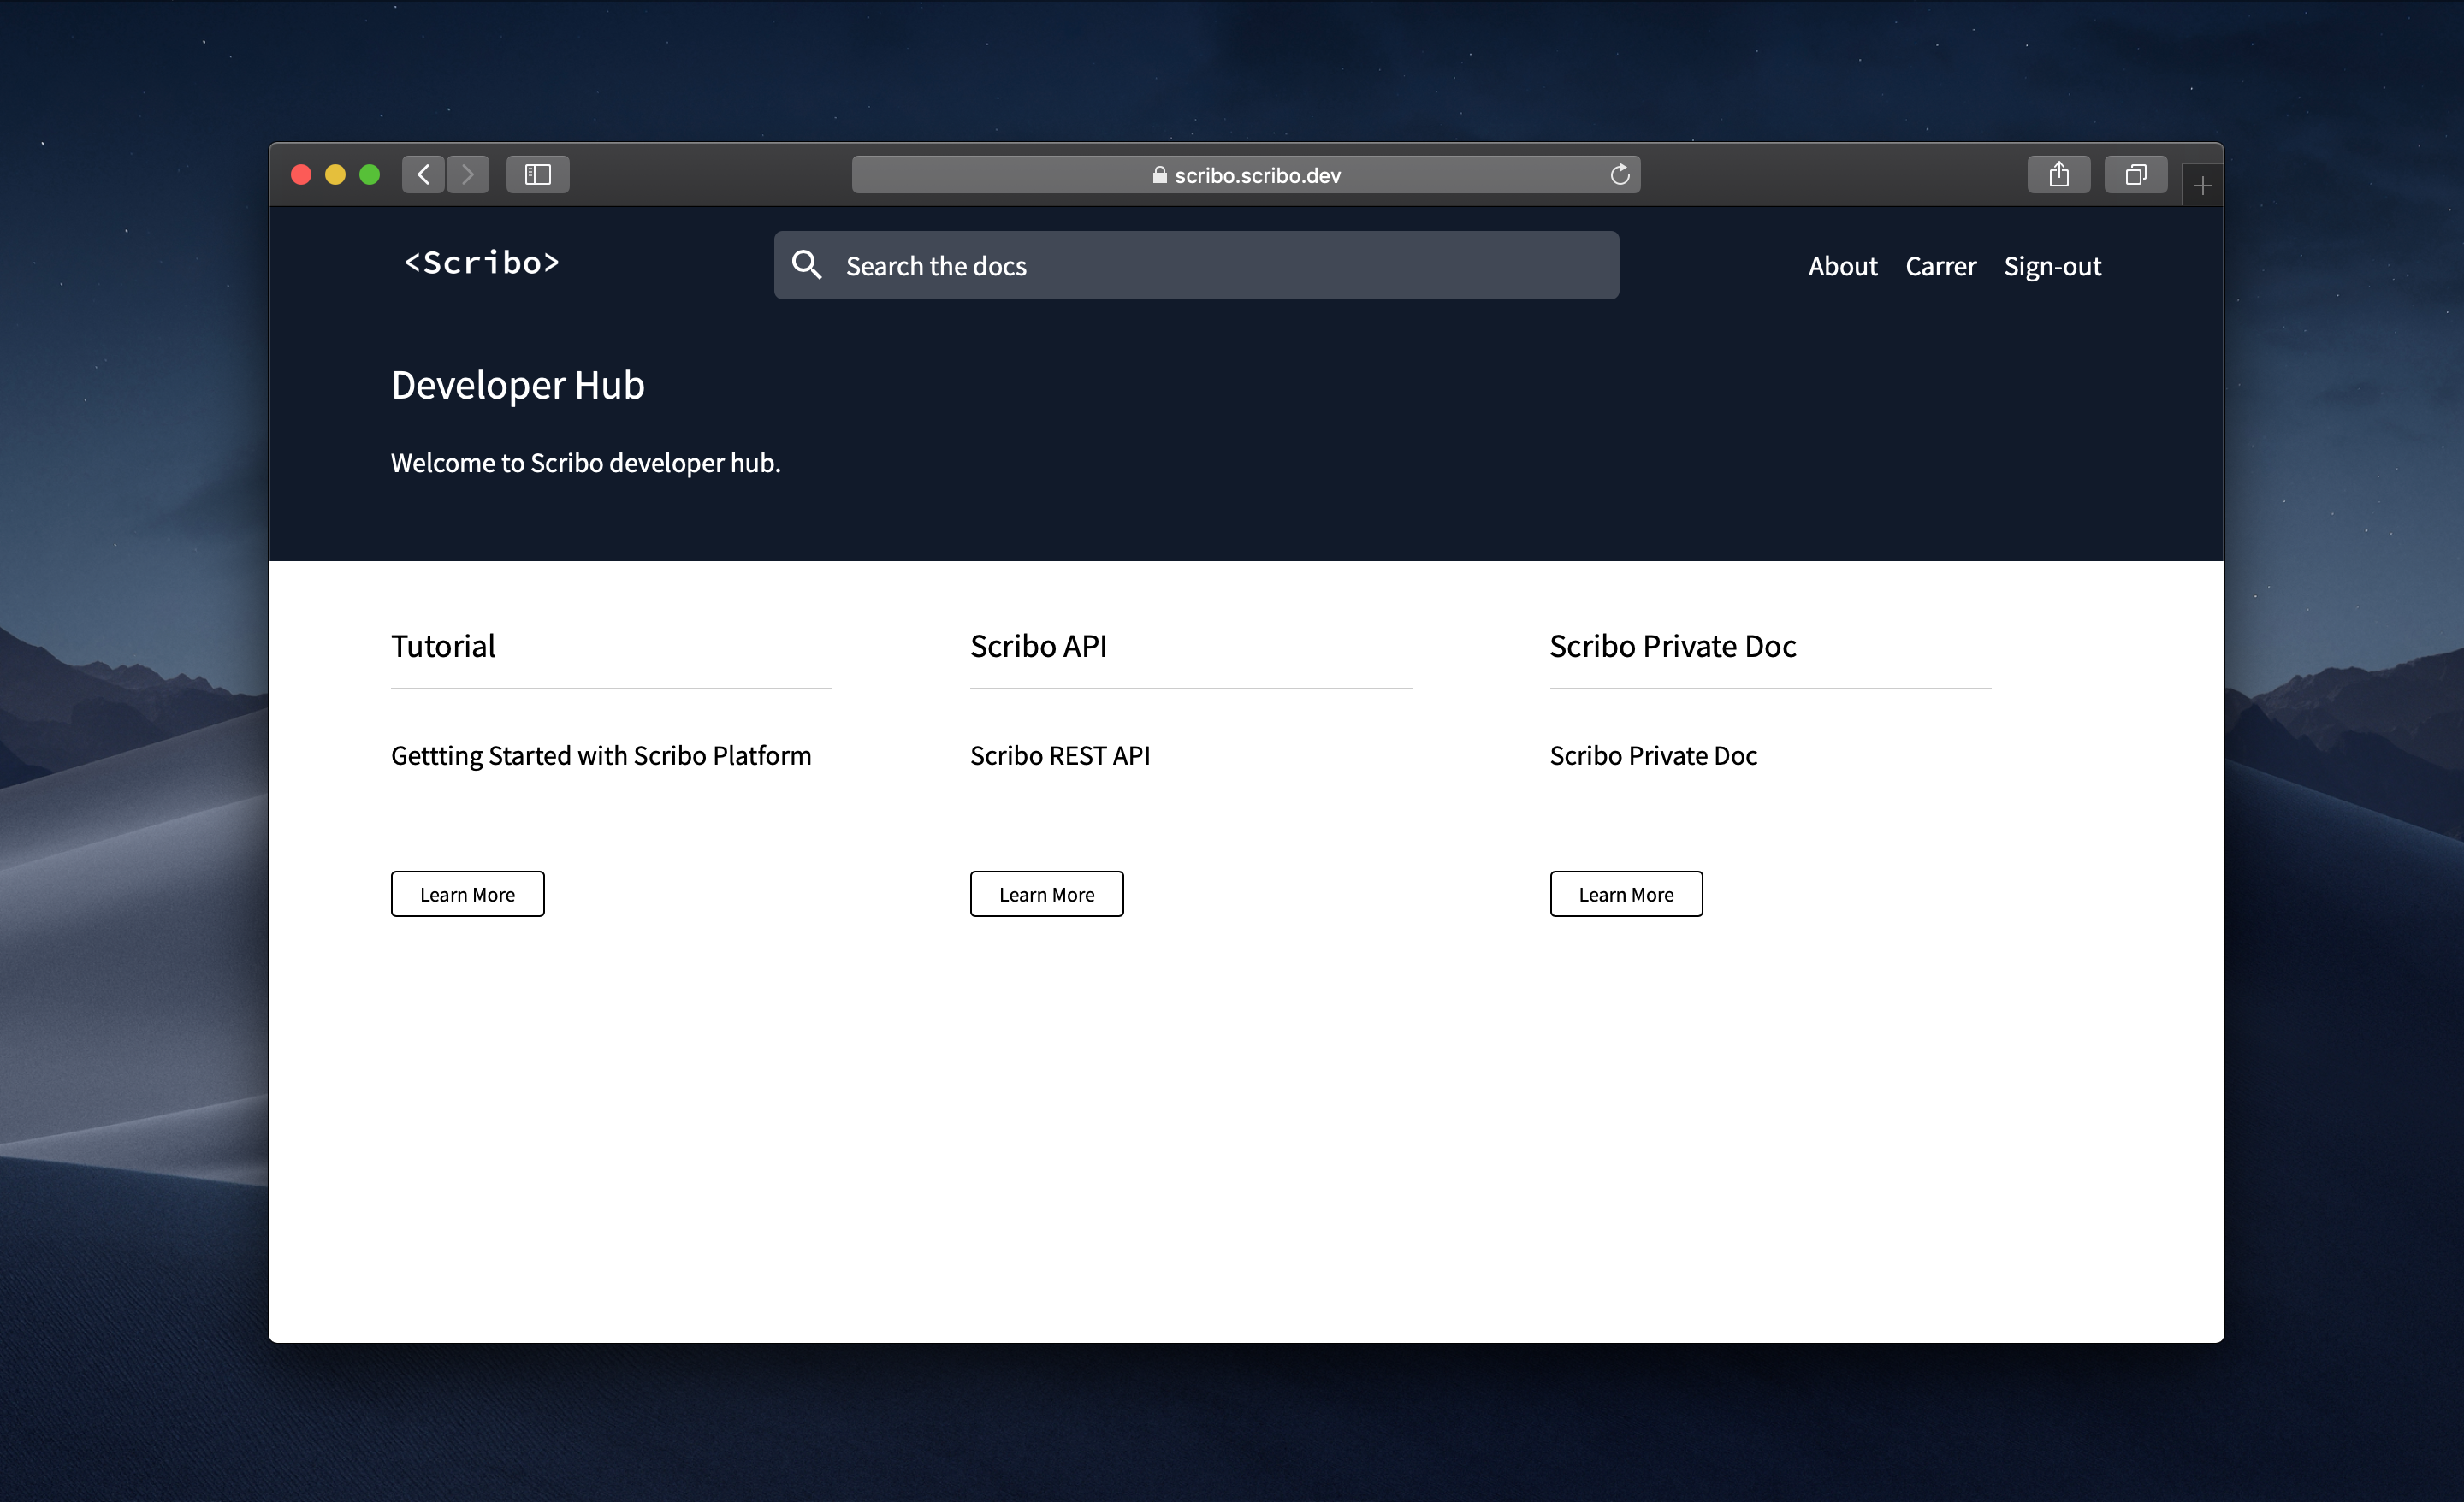 scribo.scribo.dev
<Scribo>
Search the docs
About Carrer Sign-out
Developer Hub
Welcome to Scribo developer hub.
Tutorial
Gettting Started with Scribo Platform
Learn More
Scribo API
Scribo REST API
Learn More
Scribo Private Doc
Scribo Private Doc
Learn More